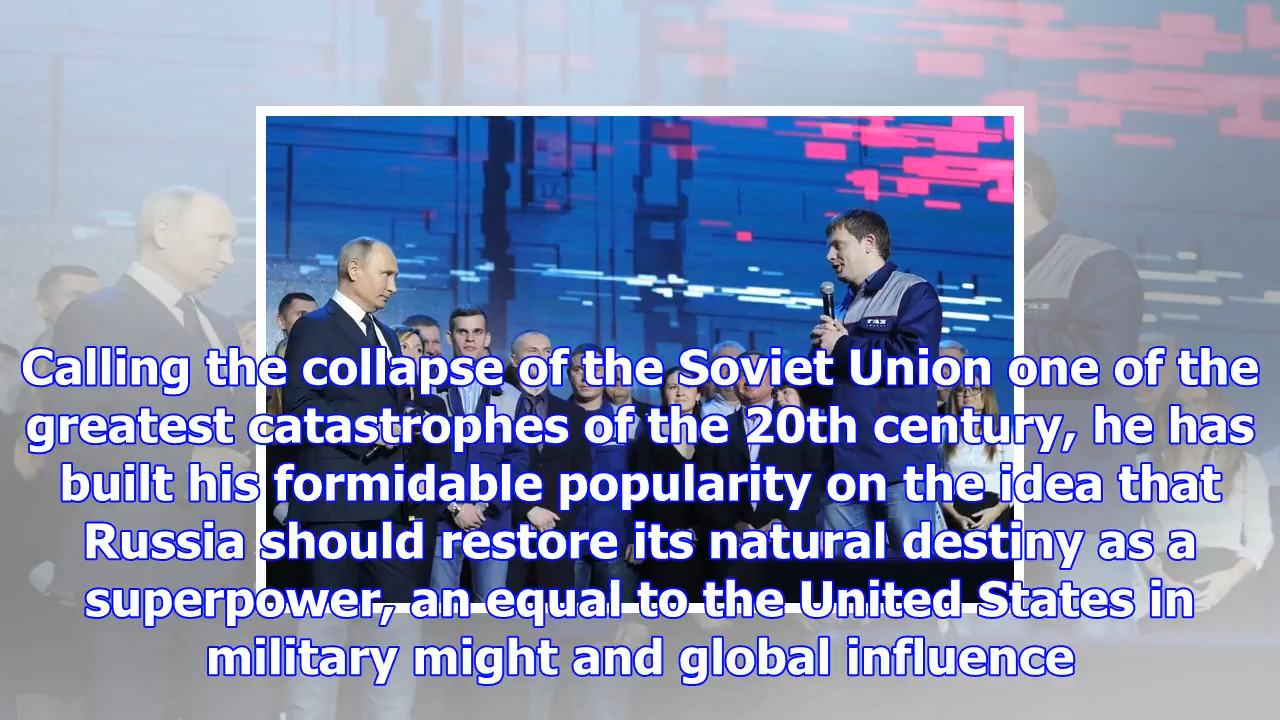 ГАЗ
Calling the collapse of the Soviet Union one of the
greatest catastrophes of the 20th century, he has
built his formidable popularity on the idea that
Russia should restore its natural destiny as a
superpower, an equal to the United States in
military might and global influence